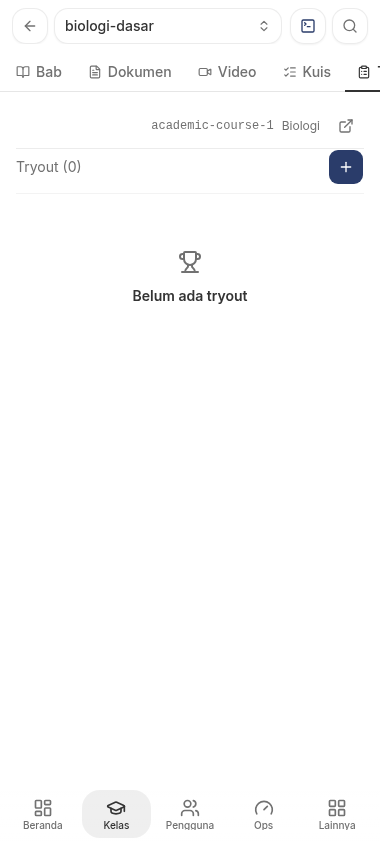 biologi-dasar
Bab Dokumen Video Kuis
academic-course-1 Biologi
Tryout (0)
Belum ada tryout
Beranda Kelas Pengguna Ops Lainnya